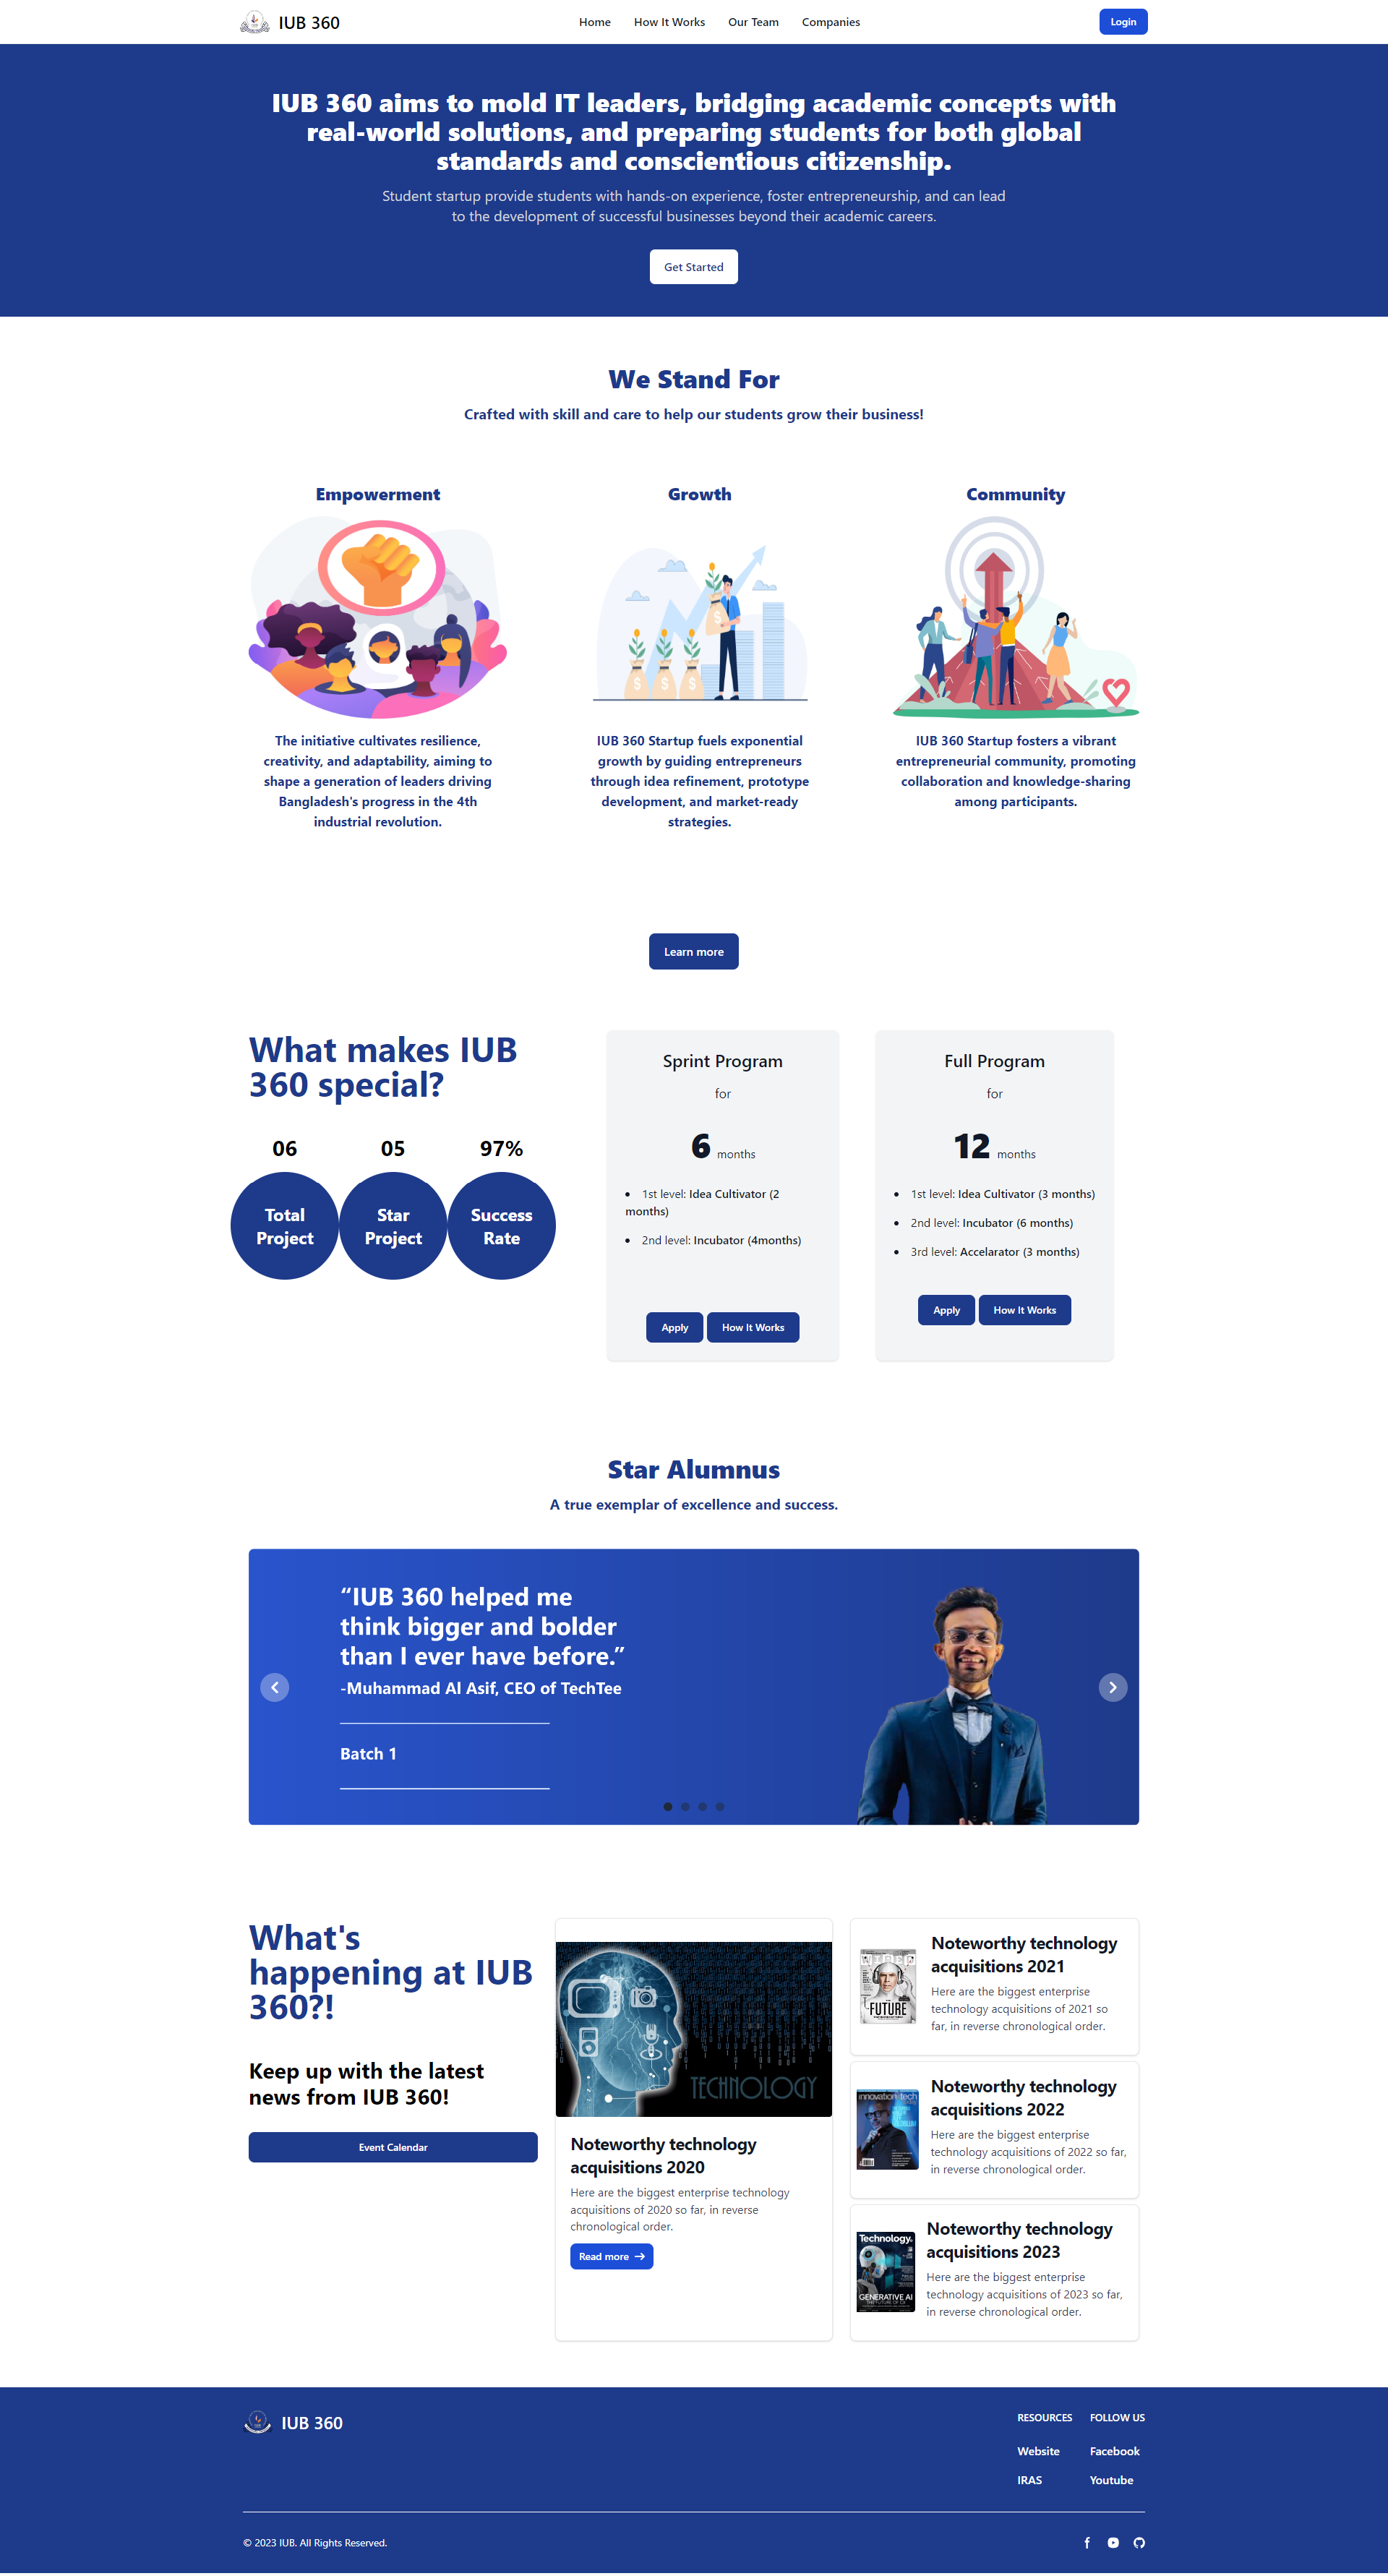 IUB 360
Home How It Works Our Team Companies
Login
IUB 360 aims to mold IT leaders, bridging academic concepts with
real-world solutions, and preparing students for both global
standards and conscientious citizenship.
Student startup provide students with hands-on experience, foster entrepreneurship, and can lead
to the development of successful businesses beyond their academic careers.
Get Started
We Stand For
Crafted with skill and care to help our students grow their business!
Empowerment
The initiative cultivates resilience,
creativity, and adaptability, aiming to
shape a generation of leaders driving
Bangladesh's progress in the 4th
industrial revolution.
Growth
$ $ $ $
IUB 360 Startup fuels exponential
growth by guiding entrepreneurs
through idea refinement, prototype
development, and market-ready
strategies.
Community
IUB 360 Startup fosters a vibrant
entrepreneurial community, promoting
collaboration and knowledge-sharing
among participants.
Learn more
What makes IUB
360 special?
06
Total
Project
05
Star
Project
97%
Success
Rate
Sprint Program
for
6 months
• 1st level: Idea Cultivator (2
months)
• 2nd level: Incubator (4months)
Apply How It Works
Full Program
for
12 months
• 1st level: Idea Cultivator (3 months)
• 2nd level: Incubator (6 months)
• 3rd level: Accelarator (3 months)
Apply How It Works
Star Alumnus
A true exemplar of excellence and success.
“IUB 360 helped me
think bigger and bolder
than I ever have before.”
-Muhammad Al Asif, CEO of TechTee
Batch 1
What's
happening at IUB
360?!
Keep up with the latest
news from IUB 360!
Event Calendar
TECHNOLOGY
Noteworthy technology
acquisitions 2020
Here are the biggest enterprise technology
acquisitions of 2020 so far, in reverse
chronological order.
Read more →
WIRED
FUTURE
Noteworthy technology
acquisitions 2021
Here are the biggest enterprise
technology acquisitions of 2021 so
far, in reverse chronological order.
innovation tech
Noteworthy technology
acquisitions 2022
Here are the biggest enterprise
technology acquisitions of 2022 so far,
in reverse chronological order.
Technology.
GENERATIVE AI
Noteworthy technology
acquisitions 2023
Here are the biggest enterprise
technology acquisitions of 2023 so far,
in reverse chronological order.
IUB 360
RESOURCES
Website
IRAS
FOLLOW US
Facebook
Youtube
© 2023 IUB. All Rights Reserved.